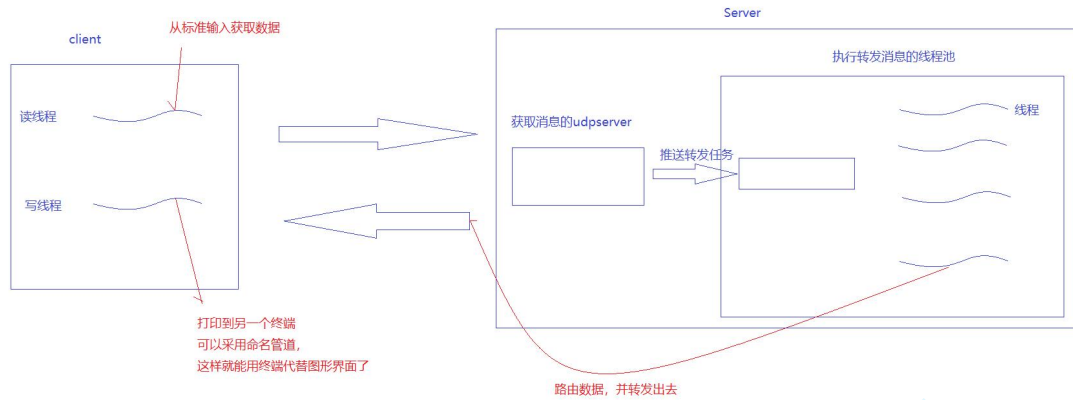 Server
从标准输入获取数据
client
执行转发消息的线程池
读线程
线程
获取消息的udpserver
推送转发任务
写线程
打印到另一个终端
可以采用命名管道，
这样就能用终端代替图形界面了
路由数据，并转发出去